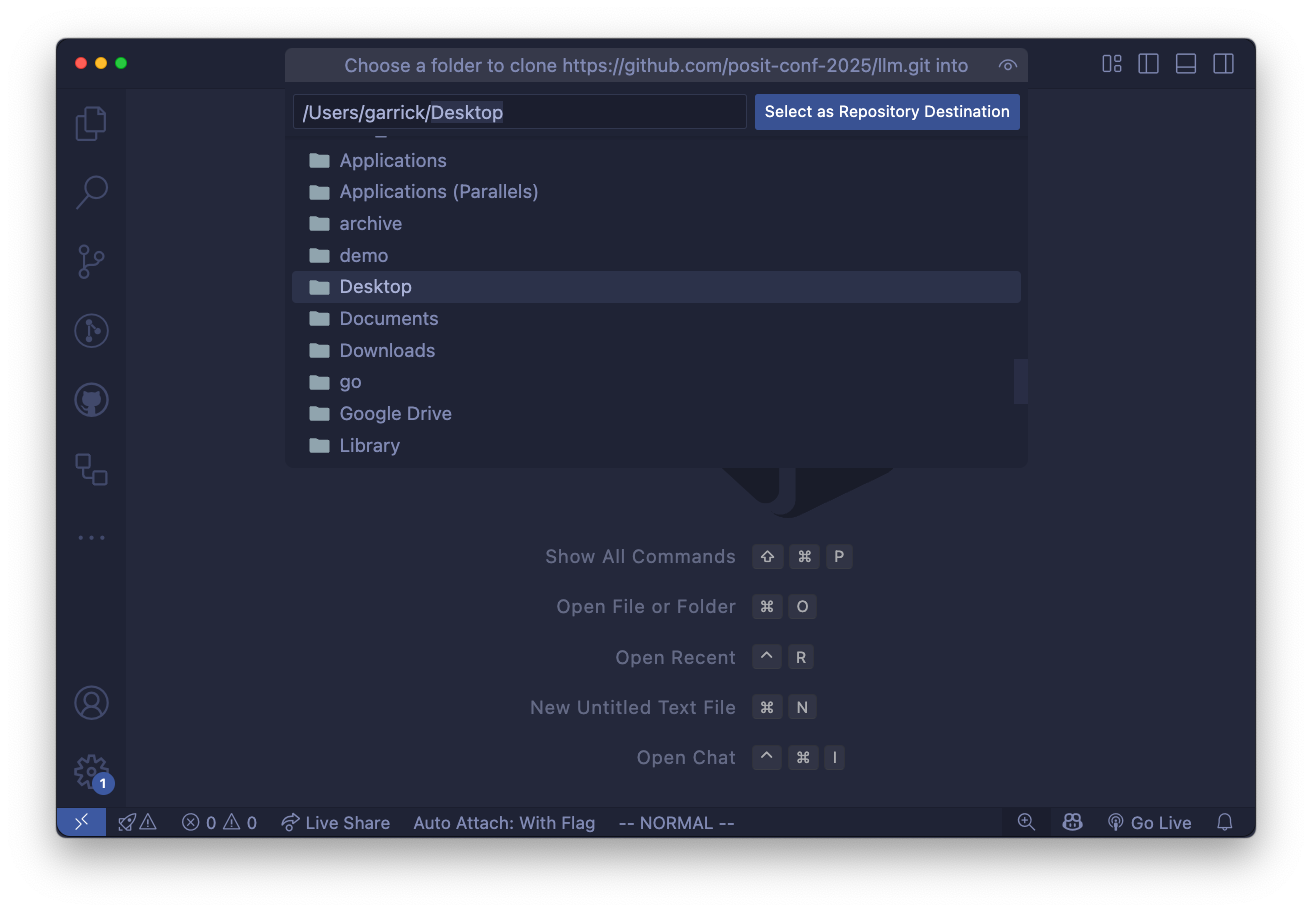 Choose a folder to clone https://github.com/posit-conf-2025/llm.git into
/Users/garrick/Desktop
Select as Repository Destination
Applications
Applications (Parallels)
archive
demo
Desktop
Documents
Downloads
go
Google Drive
Library
Show All Commands ⇧ ⌘ P
Open File or Folder ⌘ O
Open Recent ^ R
New Untitled Text File ⌘ N
Open Chat ^ ⌘ I
1
0 0 Live Share Auto Attach: With Flag -- NORMAL -- Go Live